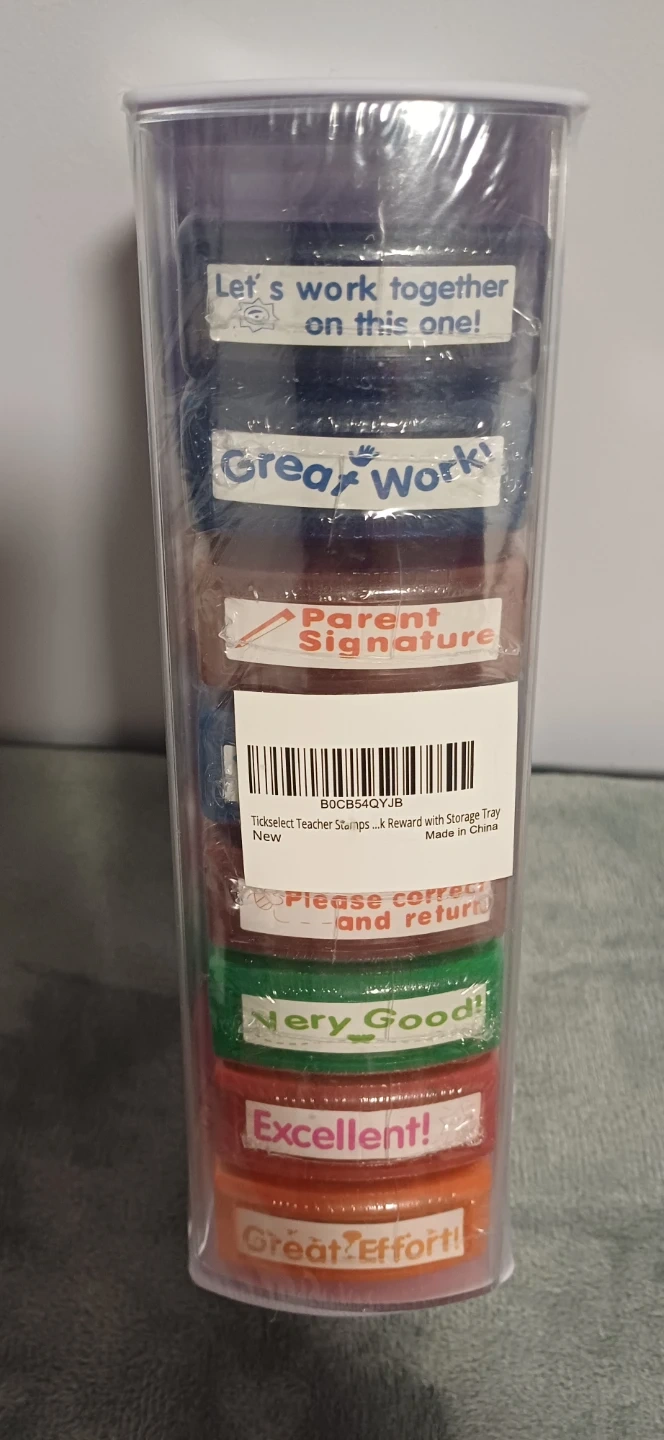 Let's work together
on this one!
Great Work!
Parent
Signature
B0CB54QYJB
Tickselect Teacher Stamps ...k Reward with Storage Tray
New
Made in China
Please correct
and return
Very Good!
Excellent!
Great Effort!